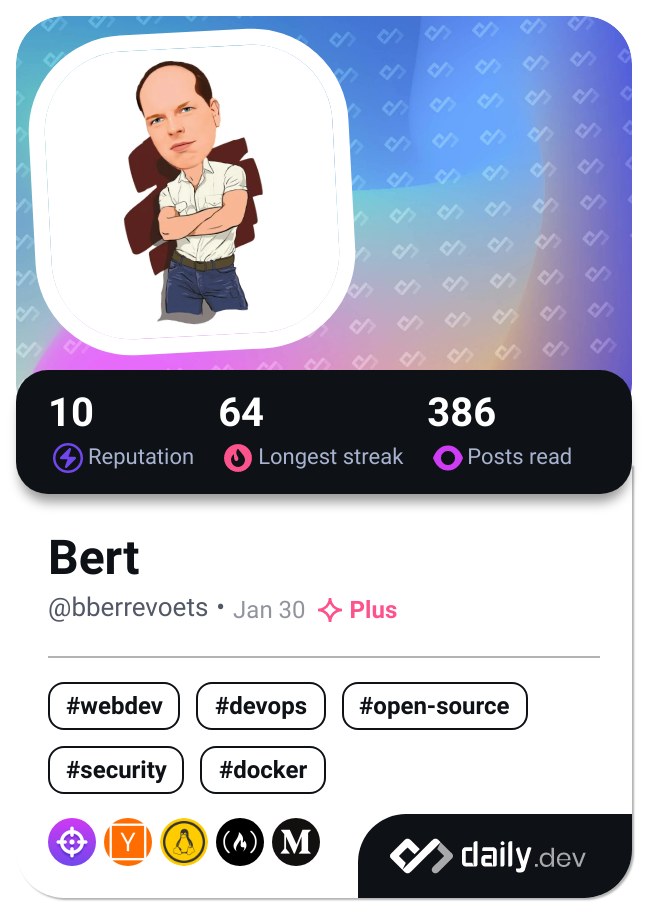 10 64 386
Reputation Longest streak Posts read
Bert
@bberrevoets • Jan 30 Plus
#webdev #devops #open-source
#security #docker
Y M daily.dev